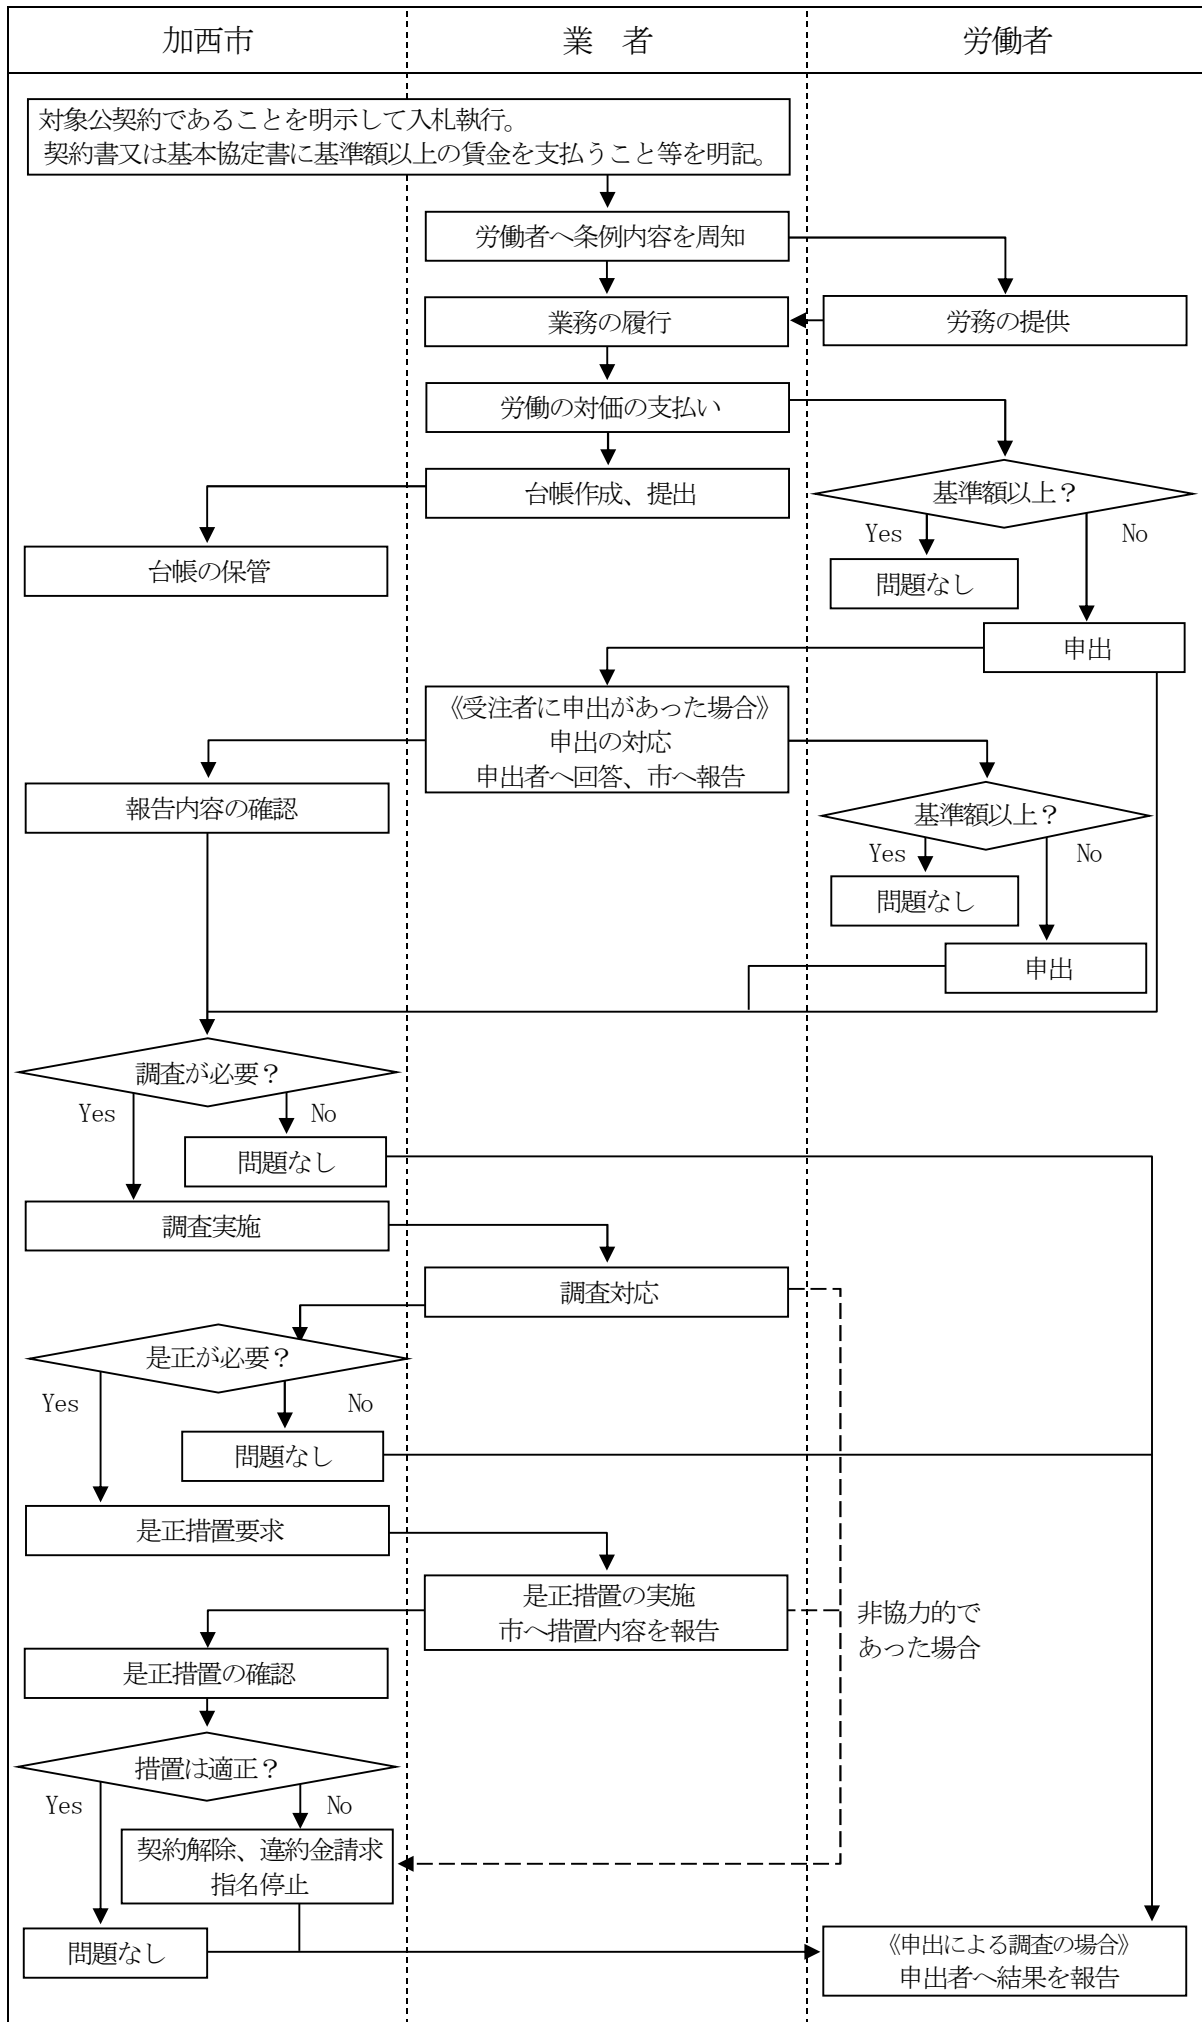 加西市
業　者
労働者
対象公契約であることを明示して入札執行。
契約書又は基本協定書に基準額以上の賃金を支払うこと等を明記。
労働者へ条例内容を周知
業務の履行
労務の提供
労働の対価の支払い
台帳作成、提出
基準額以上？
Yes
No
台帳の保管
問題なし
申出
《受注者に申出があった場合》
申出の対応
申出者へ回答、市へ報告
報告内容の確認
基準額以上？
Yes
No
問題なし
申出
調査が必要？
Yes
No
問題なし
調査実施
調査対応
是正が必要？
Yes
No
問題なし
是正措置要求
是正措置の実施
市へ措置内容を報告
非協力的で
あった場合
是正措置の確認
措置は適正？
Yes
No
契約解除、違約金請求
指名停止
問題なし
《申出による調査の場合》
申出者へ結果を報告